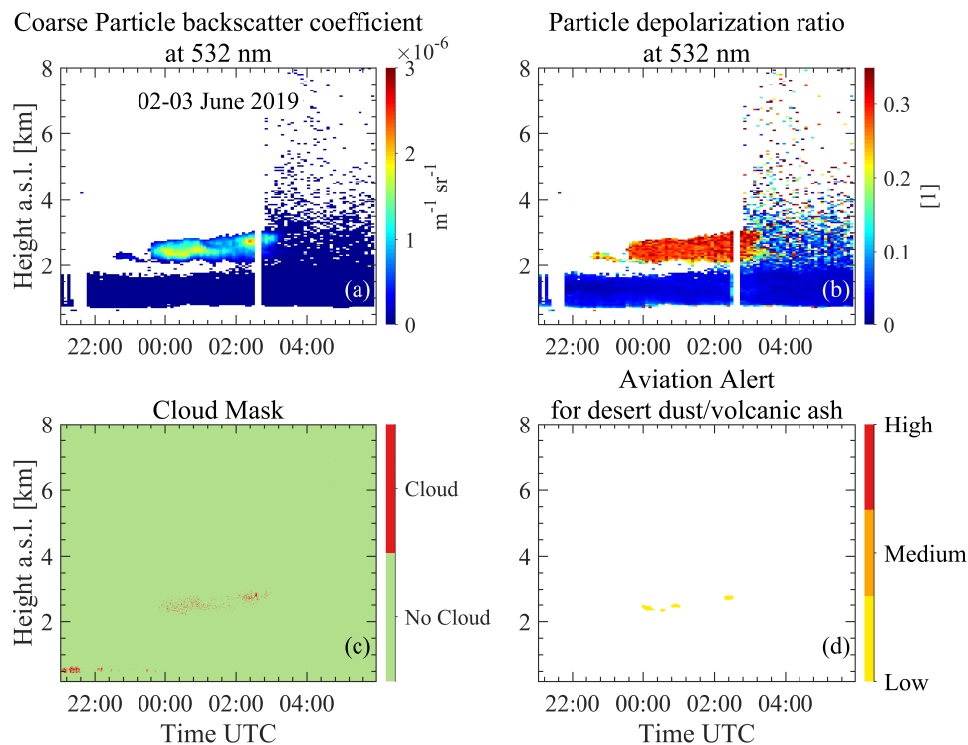 Coarse Particle backscatter coefficient
at 532 nm
×10⁻⁶
8
6
4
2
Height a.s.l. [km]
02-03 June 2019
(a)
22:00 00:00 02:00 04:00
3
2
1
0
m⁻¹ sr⁻¹
Particle depolarization ratio
at 532 nm
8
6
4
2
(b)
22:00 00:00 02:00 04:00
0.3
0.2
0.1
0
[1]
Cloud Mask
8
6
4
2
Height a.s.l. [km]
(c)
22:00 00:00 02:00 04:00
Time UTC
Cloud
No Cloud
Aviation Alert
for desert dust/volcanic ash
8
6
4
2
(d)
22:00 00:00 02:00 04:00
Time UTC
High
Medium
Low